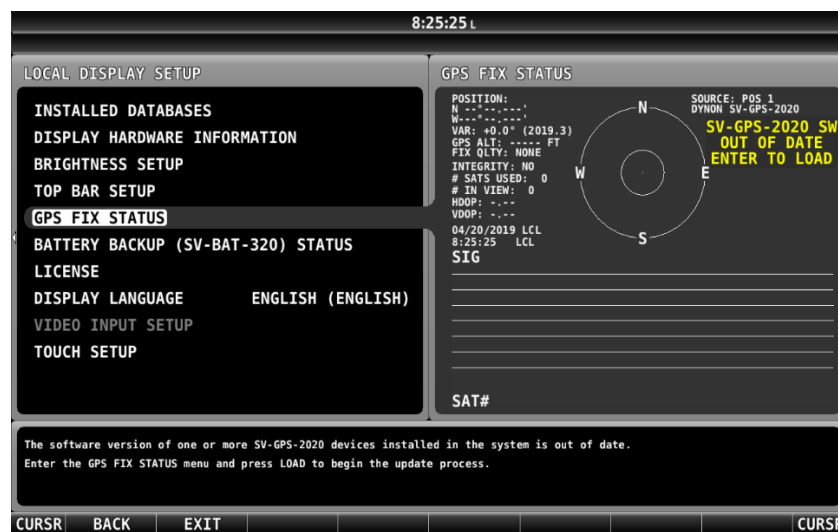 8:25:25 L
LOCAL DISPLAY SETUP
INSTALLED DATABASES
DISPLAY HARDWARE INFORMATION
BRIGHTNESS SETUP
TOP BAR SETUP
GPS FIX STATUS
BATTERY BACKUP (SV-BAT-320) STATUS
LICENSE
DISPLAY LANGUAGE ENGLISH (ENGLISH)
VIDEO INPUT SETUP
TOUCH SETUP
GPS FIX STATUS
POSITION:
N --°--.---'
W---°--.---'
VAR: +0.0° (2019.3)
GPS ALT: ----- FT
FIX QLTY: NONE
INTEGRITY: NO
# SATS USED: 0
# IN VIEW: 0
HDOP: -.--
VDOP: -.--
04/20/2019 LCL
8:25:25 LCL
N
W
E
S
SOURCE: POS 1
DYNON SV-GPS-2020
SV-GPS-2020 SW
OUT OF DATE
ENTER TO LOAD
SIG
SAT#
The software version of one or more SV-GPS-2020 devices installed in the system is out of date.
Enter the GPS FIX STATUS menu and press LOAD to begin the update process.
CURSR BACK EXIT CURS